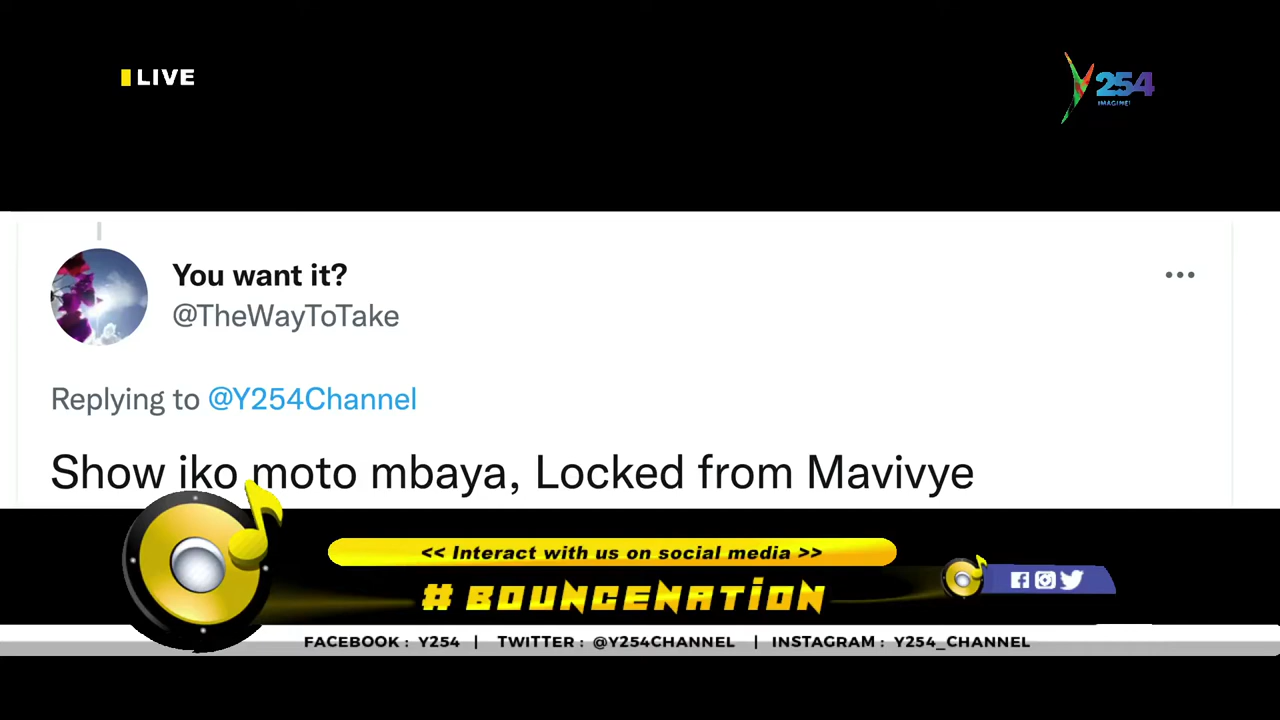 LIVE
Y254
IMAGINE!
You want it?
@TheWayToTake
Replying to @Y254Channel
Show iko moto mbaya, Locked from Mavivye
<< Interact with us on social media >>
# BOUNCENATION
FACEBOOK : Y254 | TWITTER : @Y254CHANNEL | INSTAGRAM : Y254_CHANNEL